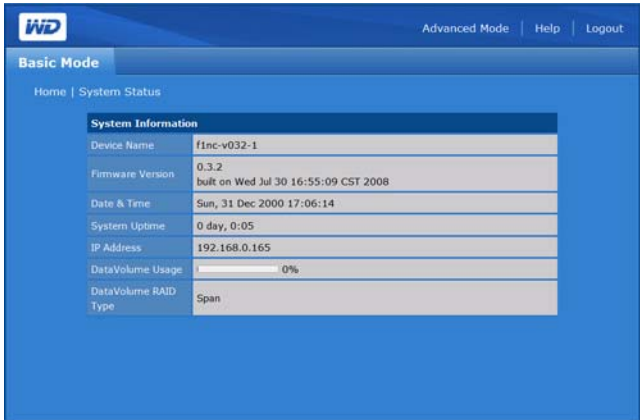 WD
Advanced Mode | Help | Logout
Basic Mode
Home | System Status
System Information
Device Name f1nc-v032-1
Firmware Version 0.3.2
built on Wed Jul 30 16:55:09 CST 2008
Date & Time Sun, 31 Dec 2000 17:06:14
System Uptime 0 day, 0:05
IP Address 192.168.0.165
DataVolume Usage 0%
DataVolume RAID
Type Span